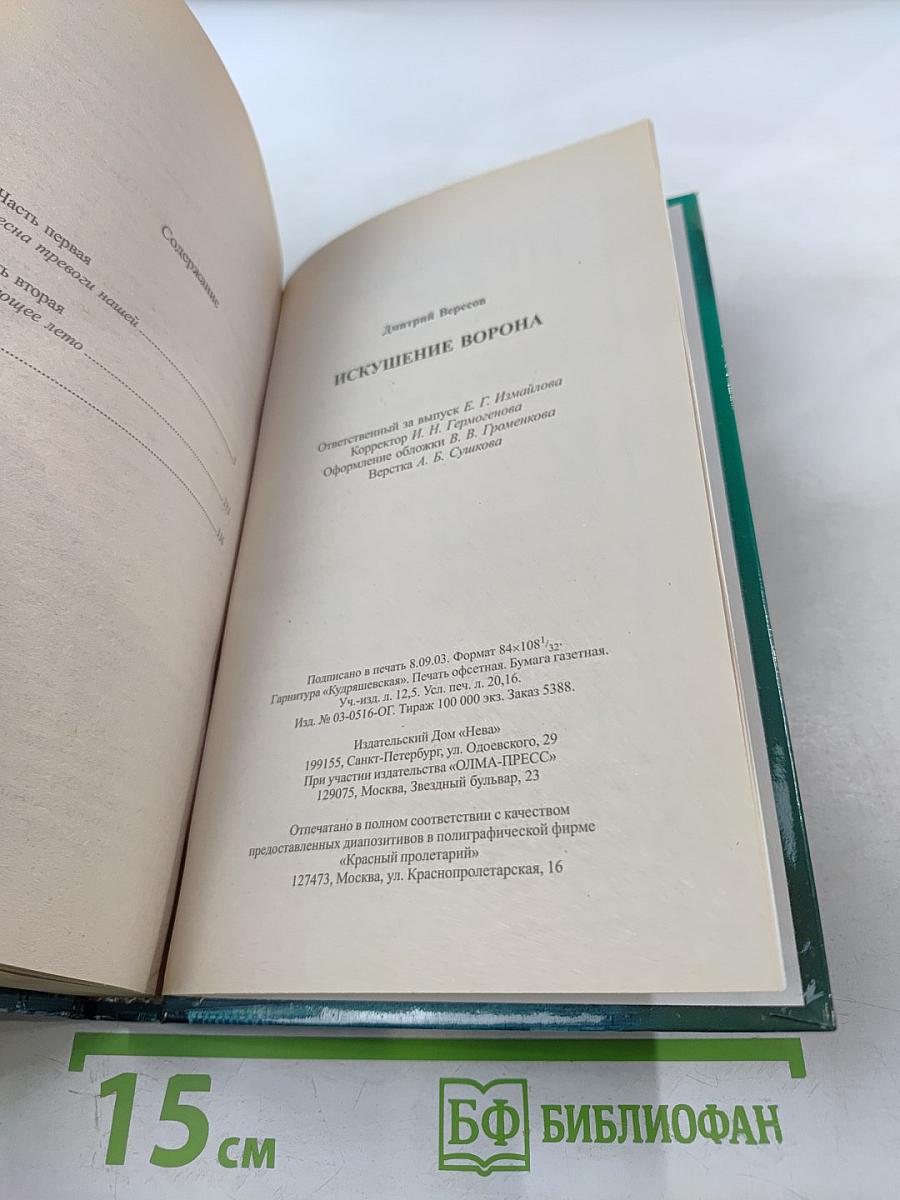 Содержание
Часть первая
весна тревоги нашей
вторая
лето
Дмитрий Вересов
ИСКУШЕНИЕ ВОРОНА
Ответственный за выпуск Е. Г. Измайлова
Корректор И. Н. Гермогенова
Оформление обложки В. В. Громенкова
Верстка А. Б. Сушкова
Подписано в печать 8.09.03. Формат 84×108 1/32.
Гарнитура «Кудряшевская». Печать офсетная. Бумага газетная.
Уч.-изд. л. 12,5. Усл. печ. л. 20,16.
Изд. № 03-0516-ОГ. Тираж 100 000 экз. Заказ 5388.
Издательский Дом «Нева»
199155, Санкт-Петербург, ул. Одоевского, 29
При участии издательства «ОЛМА-ПРЕСС»
129075, Москва, Звездный бульвар, 23
Отпечатано в полном соответствии с качеством
предоставленных диапозитивов в полиграфической фирме
«Красный пролетарий»
127473, Москва, ул. Краснопролетарская, 16
15 см
БФ БИБЛИОФАН